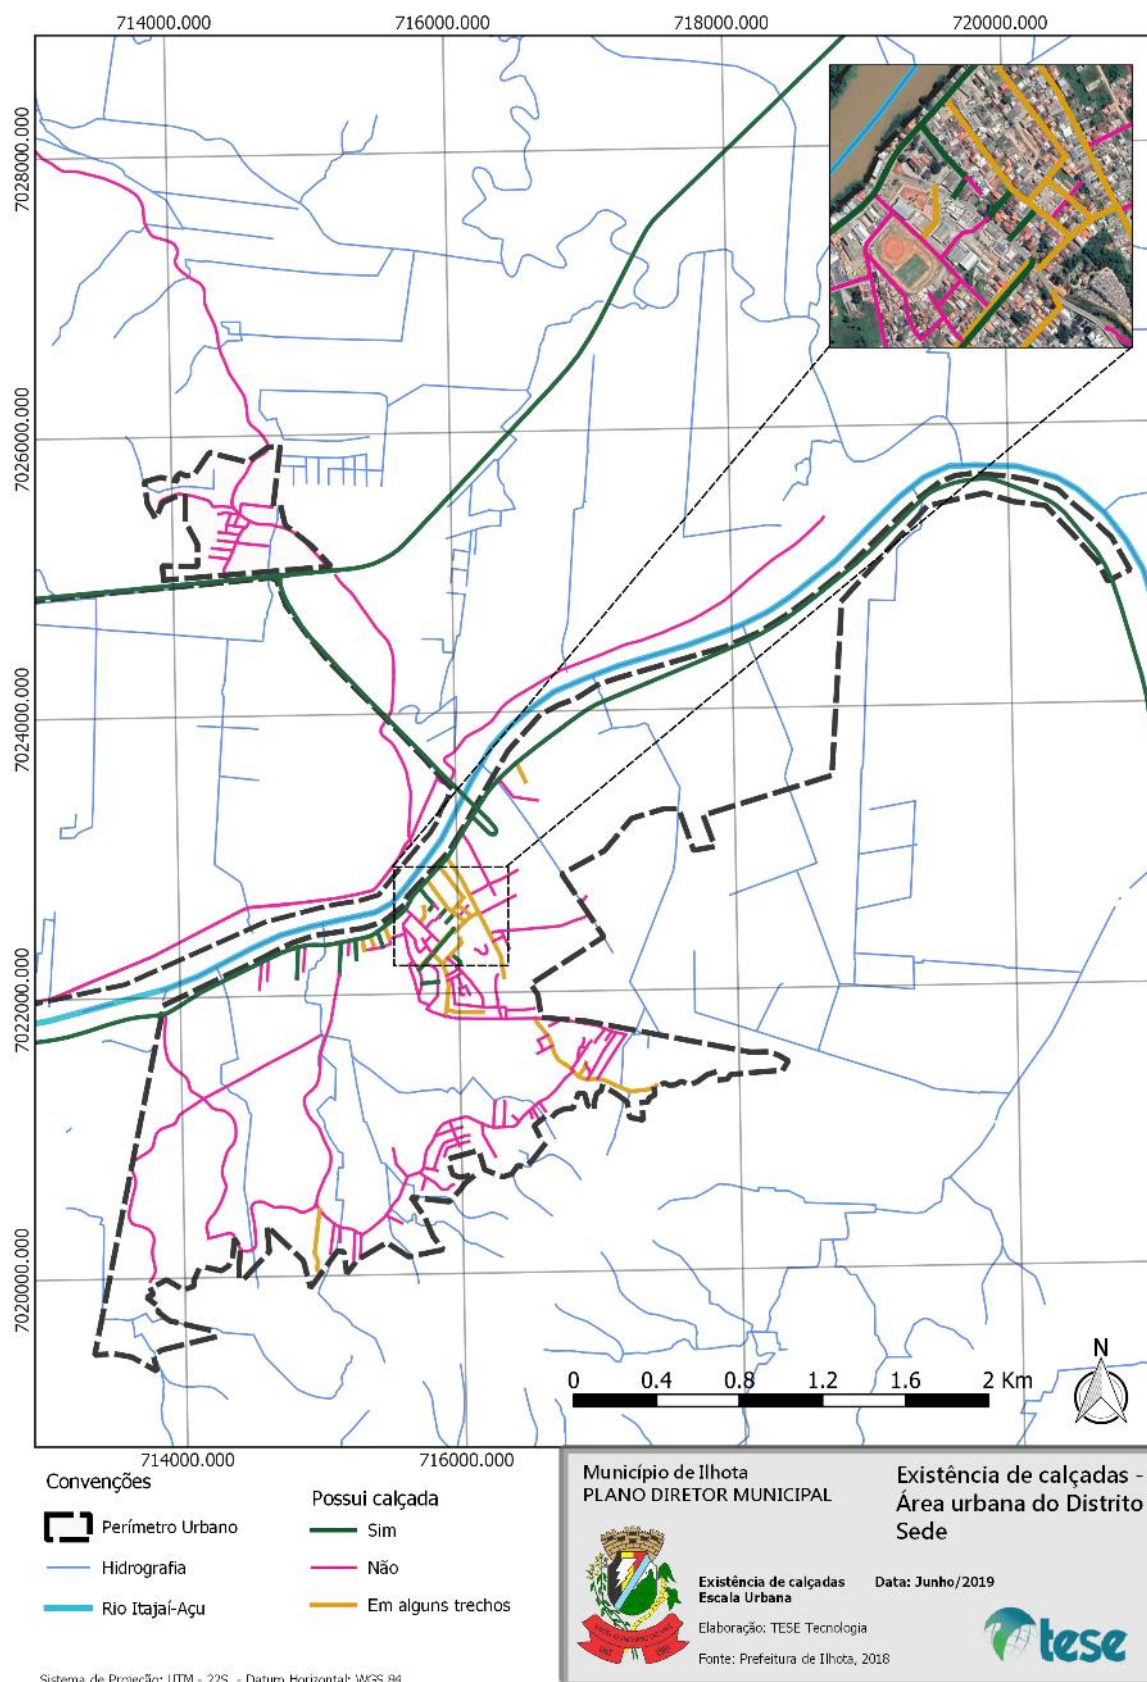 714000.000 716000.000 718000.000 720000.000
7028000.000
7026000.000
7024000.000
7022000.000
7020000.000
N
0 0.4 0.8 1.2 1.6 2 Km
714000.000 716000.000
Convenções
Perímetro Urbano
Hidrografia
Rio Itajaí-Açu
Possui calçada
Sim
Não
Em alguns trechos
Sistema de Projeção: UTM - 22S - Datum Horizontal: WGS 84
Município de Ilhota
PLANO DIRETOR MUNICIPAL
Existência de calçadas -
Área urbana do Distrito
Sede
Existência de calçadas Data: Junho/2019
Escala Urbana
Elaboração: TESE Tecnologia
Fonte: Prefeitura de Ilhota, 2018
tese